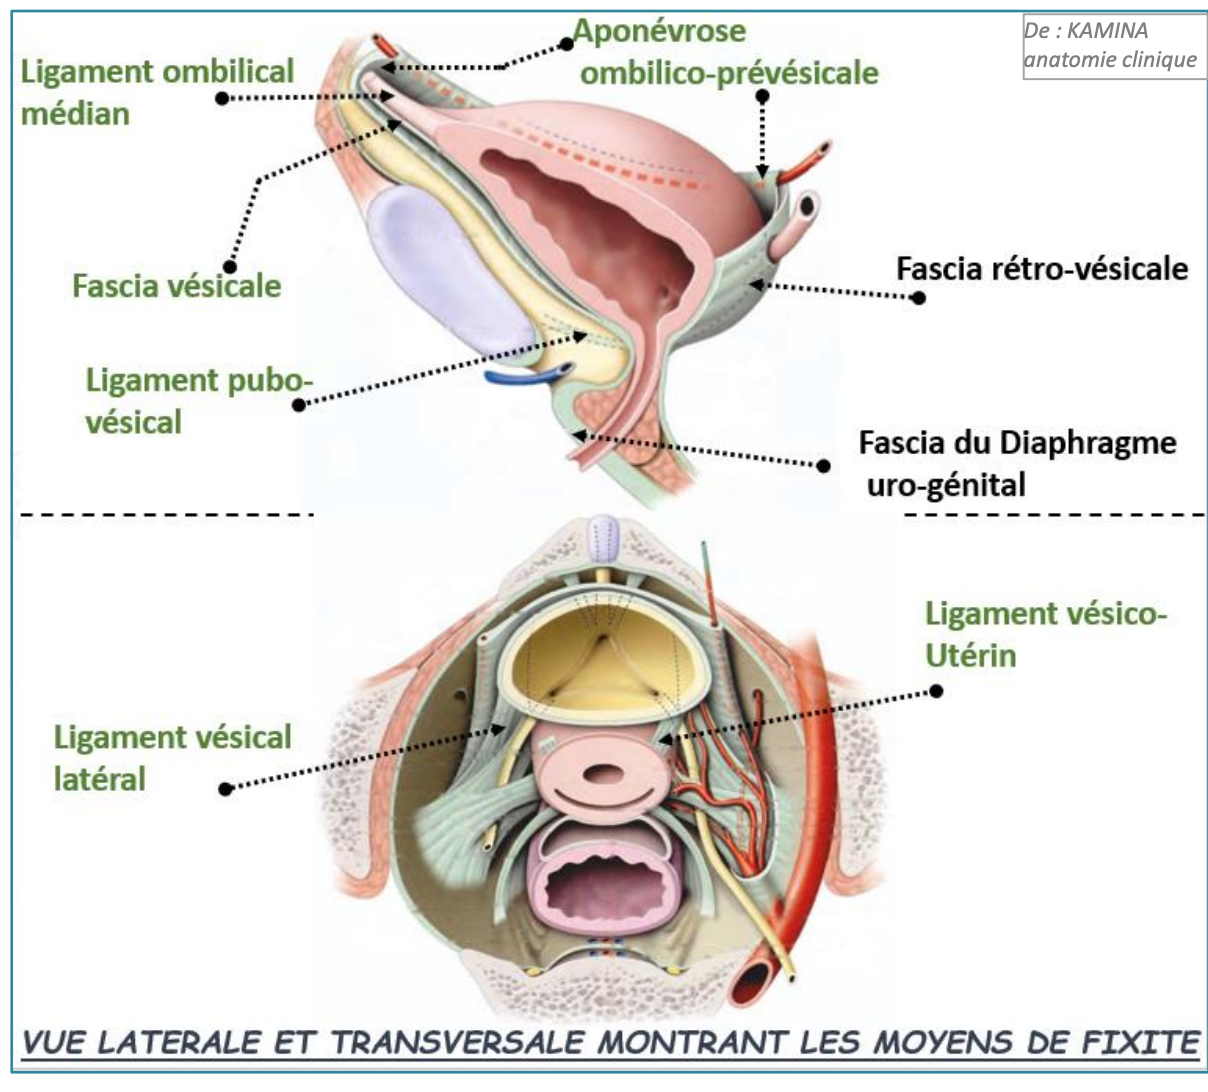 De : KAMINA
anatomie clinique
Aponévrose
ombilico-prévésicale
Ligament ombilical
médian
Fascia vésicale
Fascia rétro-vésicale
Ligament pubo-
vésical
Fascia du Diaphragme
uro-génital
Ligament vésico-
Utérin
Ligament vésical
latéral
VUE LATERALE ET TRANSVERSALE MONTRANT LES MOYENS DE FIXITE